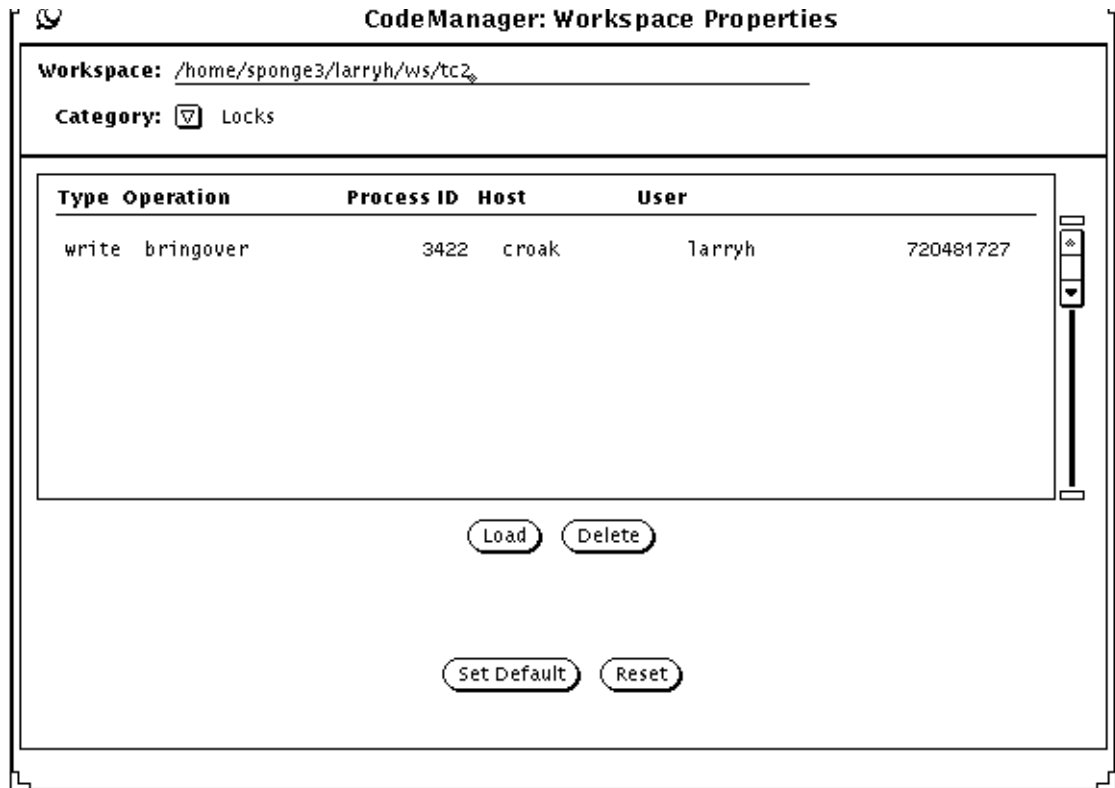 CodeManager: Workspace Properties
Workspace: /home/sponge3/larryh/ws/tc2
Category: Locks
Type Operation Process ID Host User
write bringover 3422 croak larryh 720481727
Load Delete
Set Default Reset